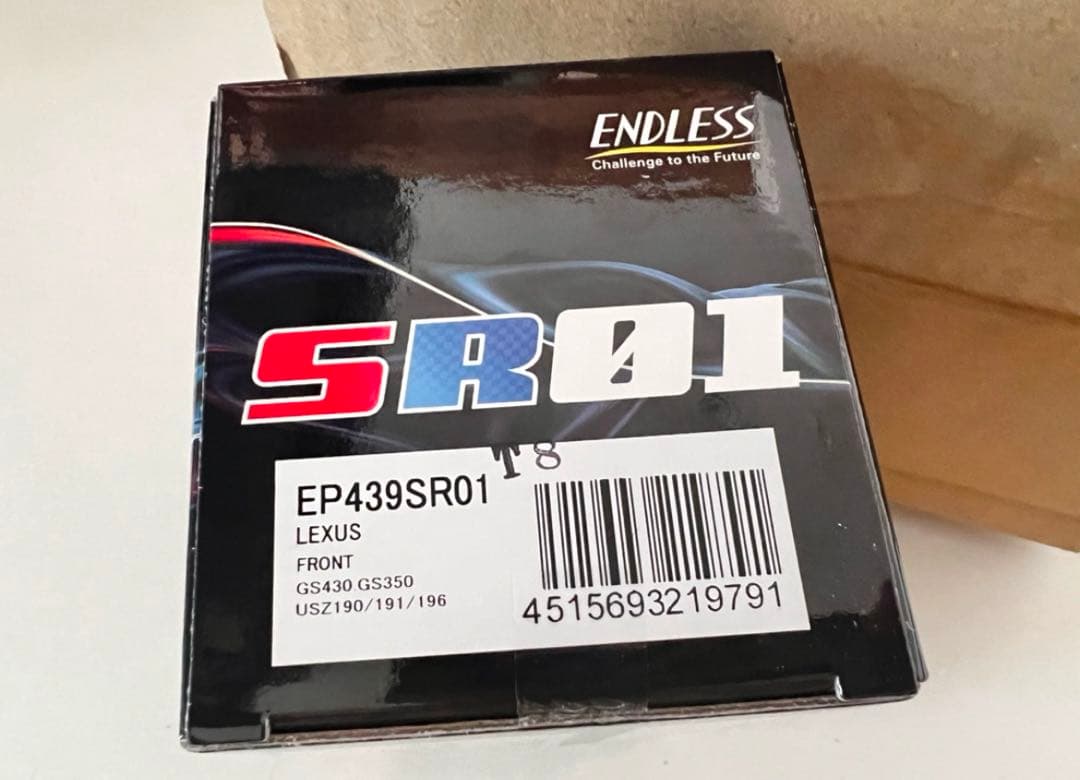 ENDLESS
Challenge to the Future
SR01
T8
EP439SR01
LEXUS
FRONT
GS430 GS350
USZ190/191/196
4515693219791